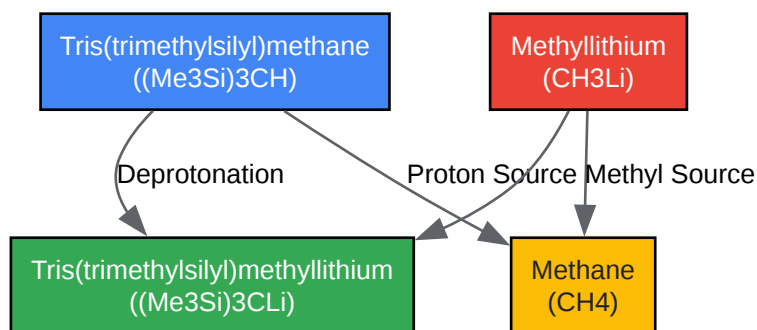 Tris(trimethylsilyl)methane
((Me3Si)3CH)
Methyllithium
(CH3Li)
Deprotonation
Proton Source
Methyl Source
Tris(trimethylsilyl)methyllithium
((Me3Si)3CLi)
Methane
(CH4)